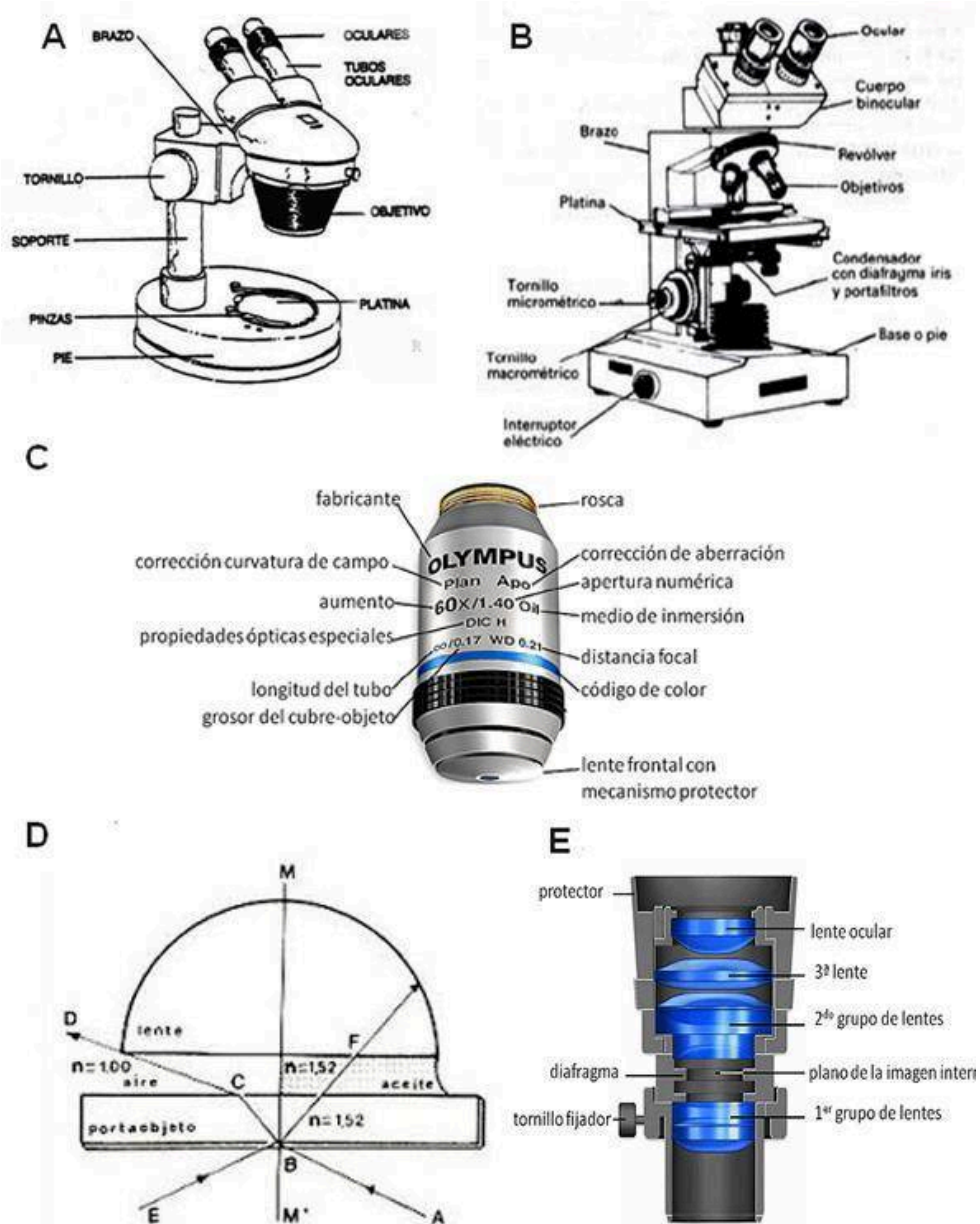 A
BRAZO
OCULARES
TUBOS
OCULARES
TORNILLO
OBJETIVO
SOPORTE
PLATINA
PINZAS
PIE
B
Ocular
Cuerpo
binocular
Brazo
Revólver
Objetivos
Platina
Condensador
con diafragma iris
y portafiltros
Tornillo
micrométrico
Base o pie
Tornillo
macrométrico
Interruptor
eléctrico
C
fabricante
rosca
OLYMPUS
corrección curvatura de campo
corrección de aberración
Plan Apo
apertura numérica
aumento
60X/1.40 Oil
medio de inmersión
DIC H
propiedades ópticas especiales
∞/0.17 WD 0.21
distancia focal
longitud del tubo
código de color
grosor del cubre-objeto
lente frontal con
mecanismo protector
D
M
lente
D
F
n=1,00
aire
n=1,52
aceite
C
n=1,52
portaobjeto
B
E
M'
A
E
protector
lente ocular
3ª lente
2do grupo de lentes
diafragma
plano de la imagen intern
tornillo fijador
1er grupo de lentes